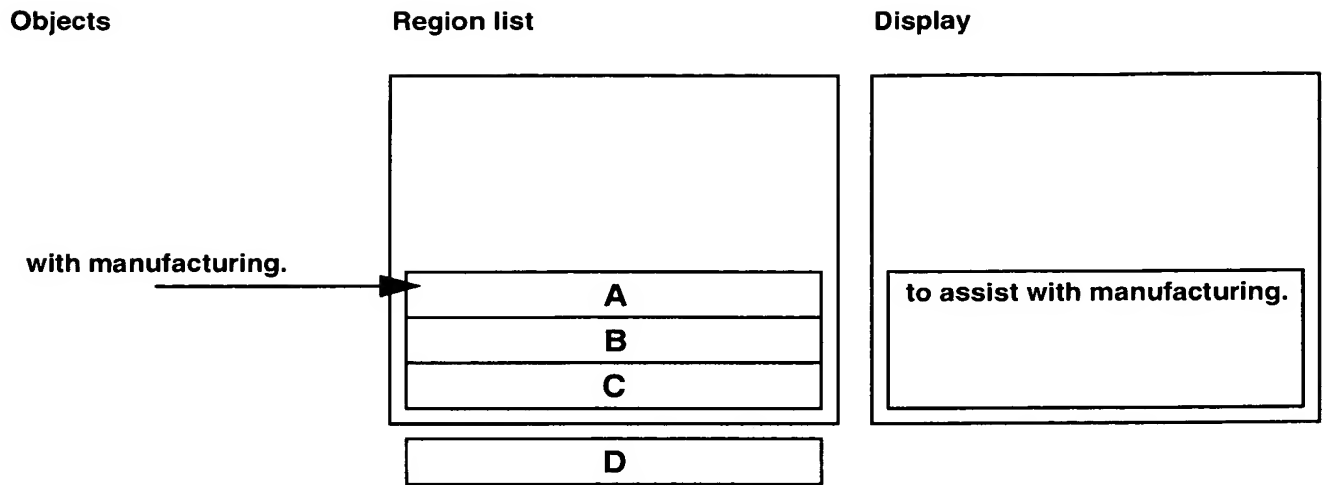 Objects Region list Display
with manufacturing.
A
B
C
D
to assist with manufacturing.